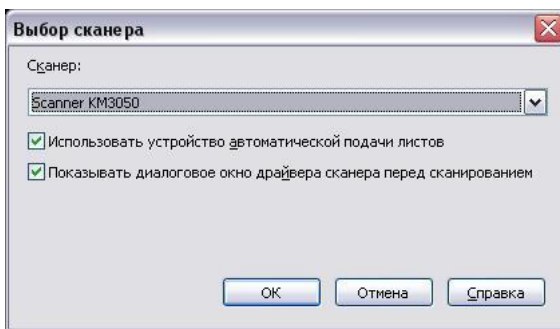 Выбор сканера
Сканер:
Scanner KM3050
Использовать устройство автоматической подачи листов
Показывать диалоговое окно драйвера сканера перед сканированием
ОК
Отмена
Справка